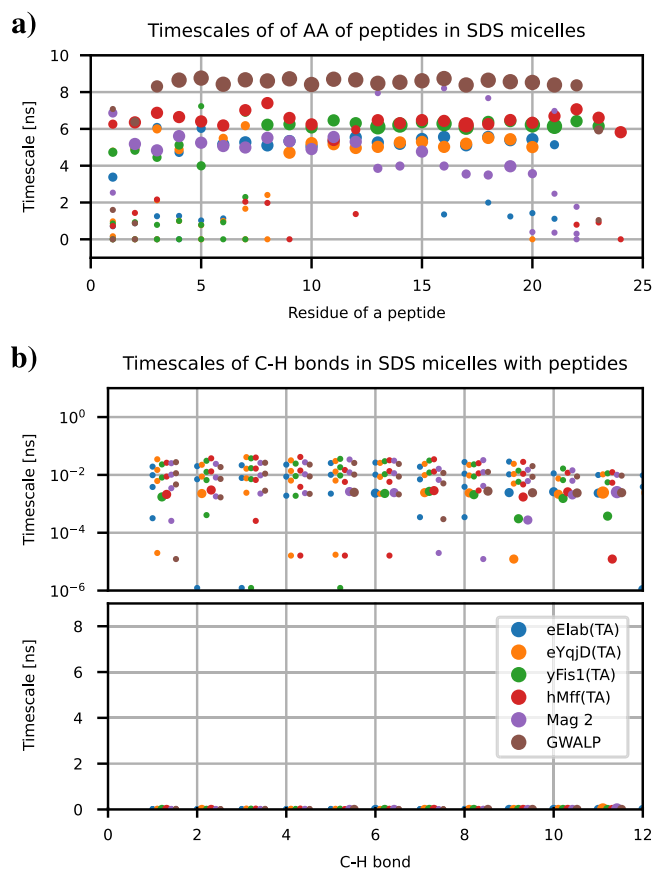 a)
Timescales of of AA of peptides in SDS micelles
Timescale [ns]
10
8
6
4
2
0
0 5 10 15 20 25
Residue of a peptide
b)
Timescales of C-H bonds in SDS micelles with peptides
Timescale [ns]
10⁰
10⁻²
10⁻⁴
10⁻⁶
Timescale [ns]
8
6
4
2
0
eElab(TA)
eYqjD(TA)
yFis1(TA)
hMff(TA)
Mag 2
GWALP
0 2 4 6 8 10 12
C-H bond